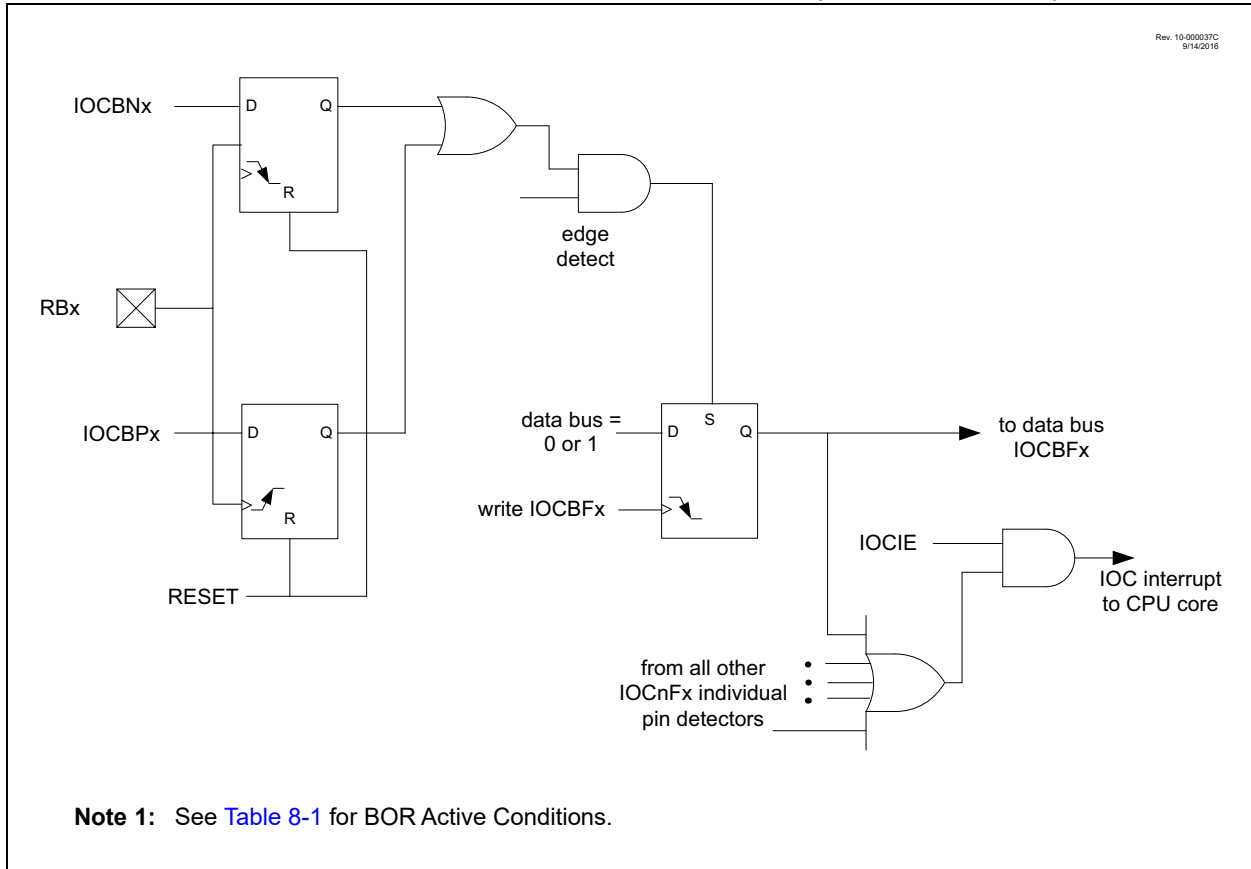 Rev. 10-000037C
9/14/2016
IOCBNx
D
Q
R
edge
detect
RBx
IOCBPx
D
Q
R
RESET
data bus =
0 or 1
D
S
Q
write IOCBFx
to data bus
IOCBFx
IOCIE
IOC interrupt
to CPU core
from all other
IOCnFx individual
pin detectors
Note 1: See Table 8-1 for BOR Active Conditions.